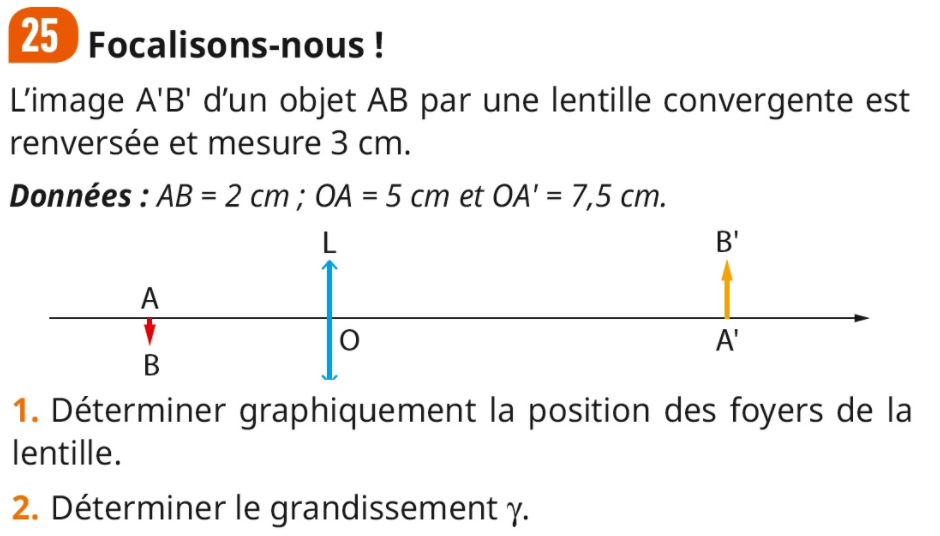 25 Focalisons-nous !
L'image A'B' d'un objet AB par une lentille convergente est
renversée et mesure 3 cm.
Données : AB = 2 cm ; OA = 5 cm et OA' = 7,5 cm.
L B'
A
O A'
B
1. Déterminer graphiquement la position des foyers de la
lentille.
2. Déterminer le grandissement γ.